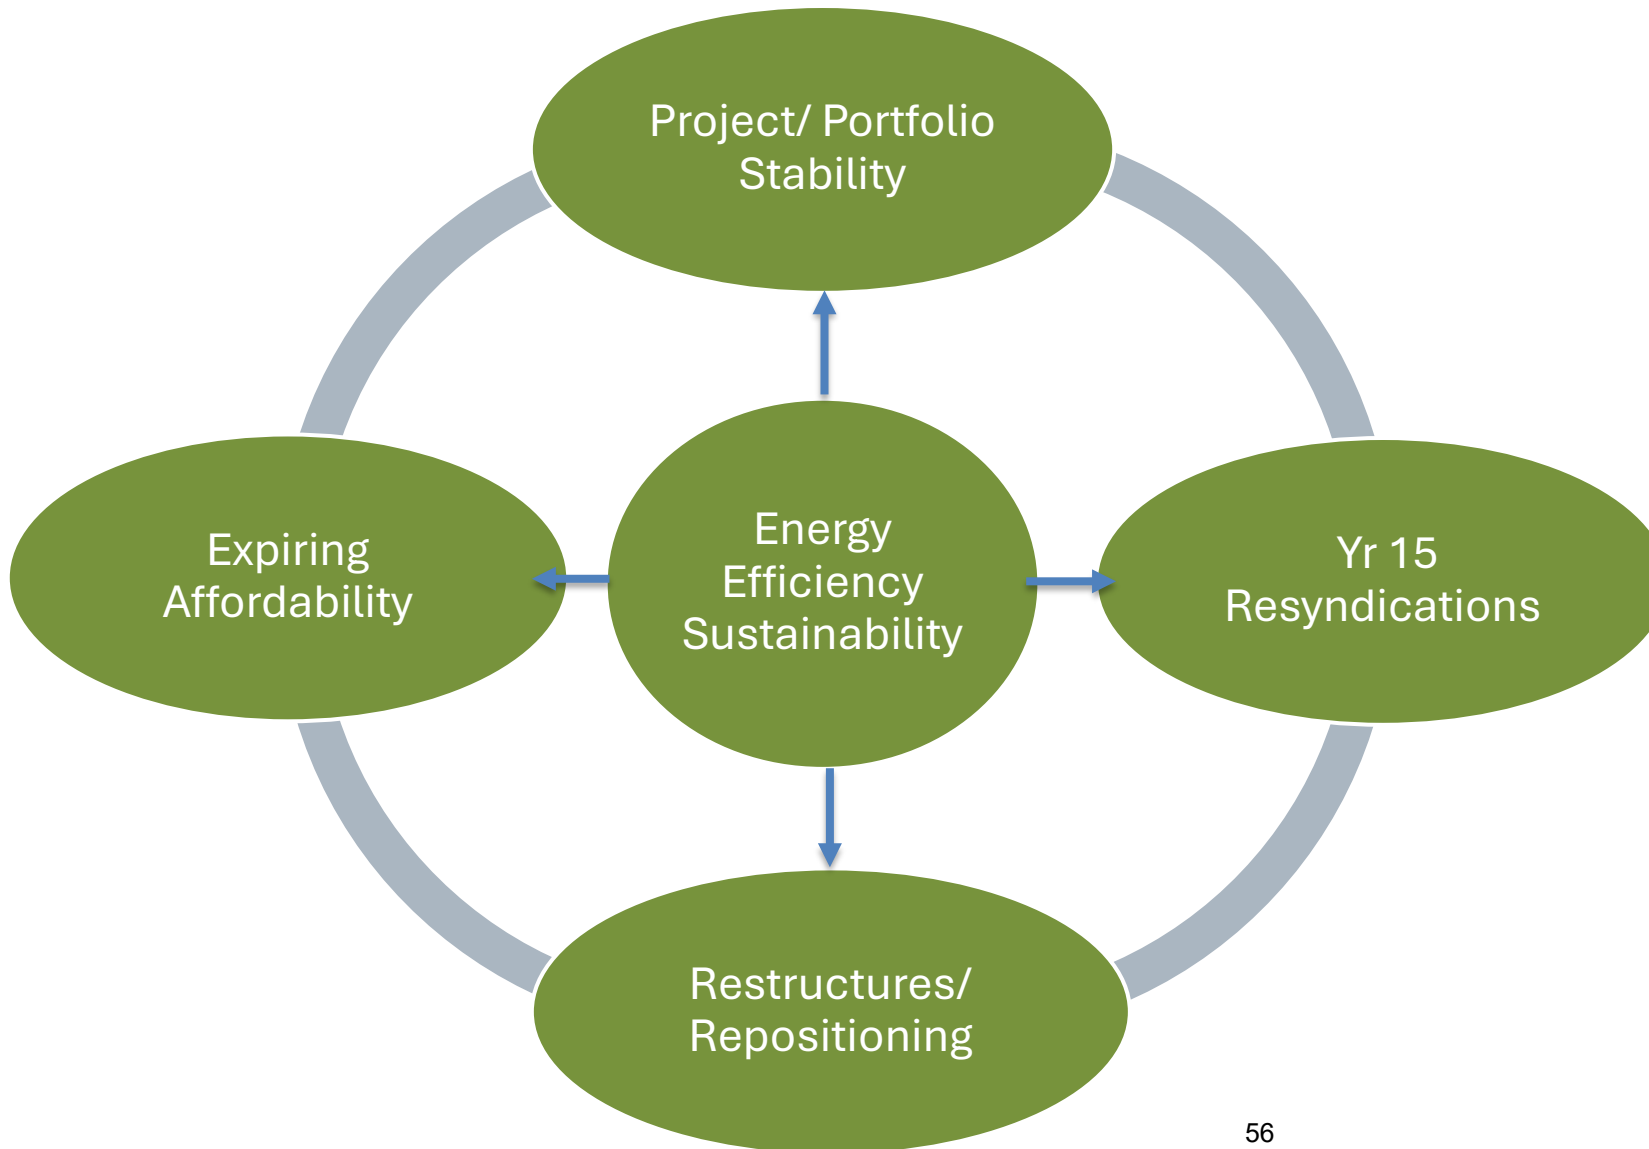 Project/ Portfolio
Stability
Expiring
Affordability
Energy
Efficiency
Sustainability
Yr 15
Resyndications
Restructures/
Repositioning
56